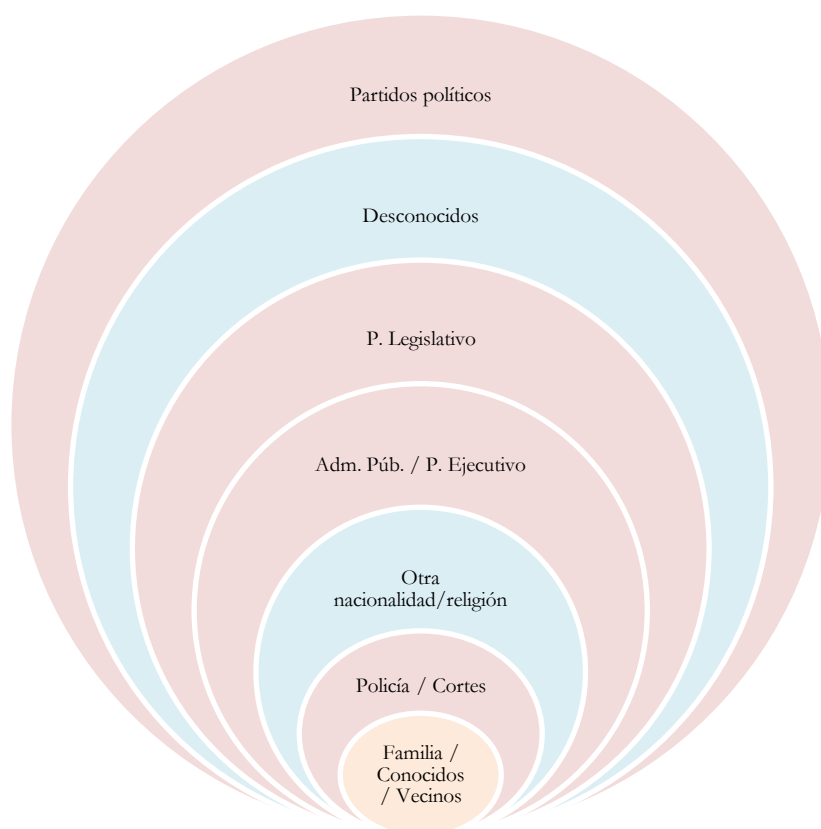 Partidos políticos
Desconocidos
P. Legislativo
Adm. Púb. / P. Ejecutivo
Otra
nacionalidad/religión
Policía / Cortes
Familia /
Conocidos
/ Vecinos